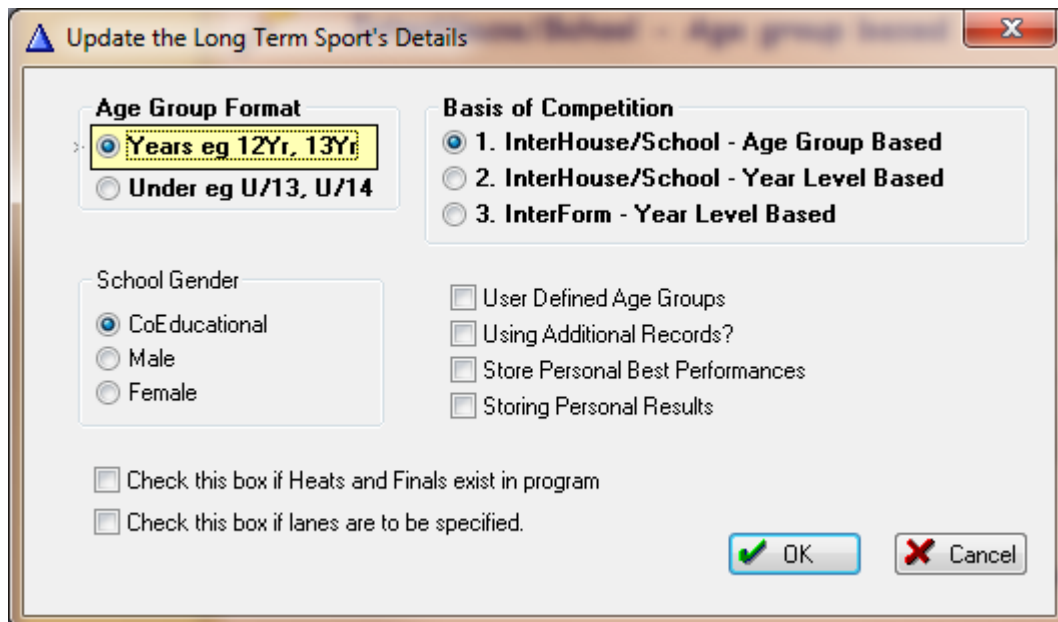 Update the Long Term Sport's Details
Age Group Format
Years eg 12Yr, 13Yr
Under eg U/13, U/14
Basis of Competition
1. InterHouse/School - Age Group Based
2. InterHouse/School - Year Level Based
3. InterForm - Year Level Based
School Gender
CoEducational
Male
Female
User Defined Age Groups
Using Additional Records?
Store Personal Best Performances
Storing Personal Results
Check this box if Heats and Finals exist in program
Check this box if lanes are to be specified.
OK
Cancel